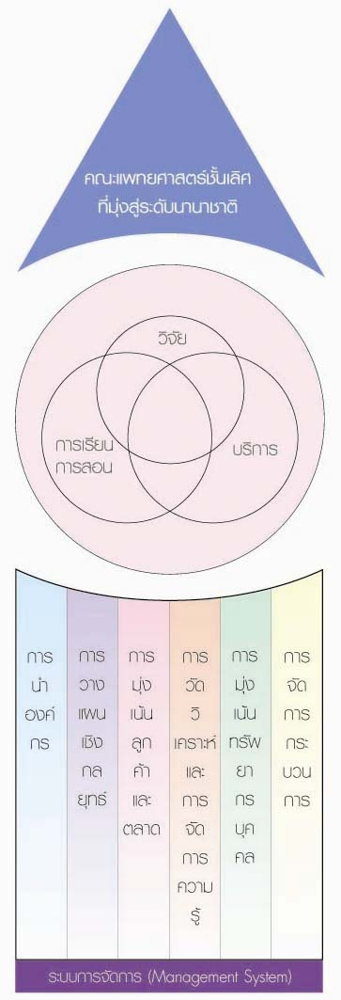 คณะแพทยศาสตร์ชั้นเลิศ
ที่มุ่งสู่ระดับนานาชาติ
วิจัย
การเรียน
การสอน
บริการ
การ
นำ
องค์
กร
การ
วาง
แผน
เชิง
กล
ยุทธ์
การ
มุ่ง
เน้น
ลูก
ค้า
และ
ตลาด
การ
วัด
วิ
เคราะห์
และ
การ
จัด
การ
ความ
รู้
การ
มุ่ง
เน้น
ทรัพ
ยา
กร
บุค
คล
การ
จัด
การ
กระ
บวน
การ
ระบบการจัดการ (Management System)